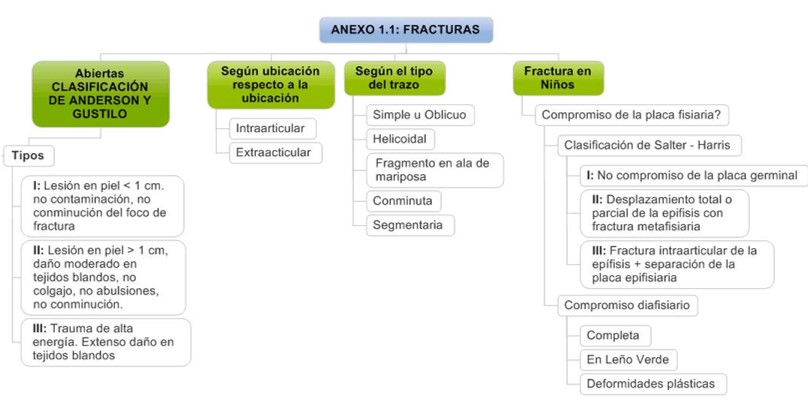 ANEXO 1.1: FRACTURAS
Abiertas
CLASIFICACIÓN
DE ANDERSON Y
GUSTILO
Tipos
I: Lesión en piel < 1 cm.
no contaminación, no
conminución del foco de
fractura
II: Lesión en piel > 1 cm,
daño moderado en
tejidos blandos, no
colgajo, no abulsiones,
no conminución.
III: Trauma de alta
energía. Extenso daño en
tejidos blandos
Según ubicación
respecto a la
ubicación
Intraarticular
Extraacticular
Según el tipo
del trazo
Simple u Oblicuo
Helicoidal
Fragmento en ala de
mariposa
Conminuta
Segmentaria
Fractura en
Niños
Compromiso de la placa fisiaria?
Clasificación de Salter - Harris
I: No compromiso de la placa germinal
II: Desplazamiento total o
parcial de la epifisis con
fractura metafisiaria
III: Fractura intraarticular de la
epífisis + separación de la
placa epifisiaria
Compromiso diafisiario
Completa
En Leño Verde
Deformidades plásticas